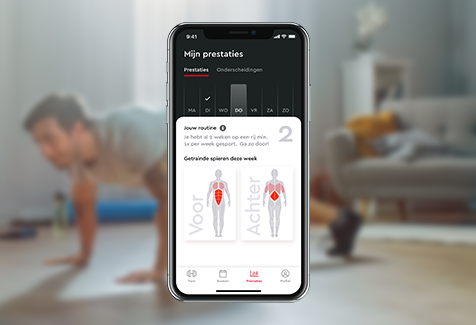 9:41
Mijn prestaties
Prestaties Onderscheidingen
MA DI WO DO VR ZA ZO
Jouw routine
2
Je hebt al 5 weken op een rij min.
1x per week gesport. Ga zo door!
Getrainde spieren deze week
Voor
Achter
Train Boeken Prestaties Profiel